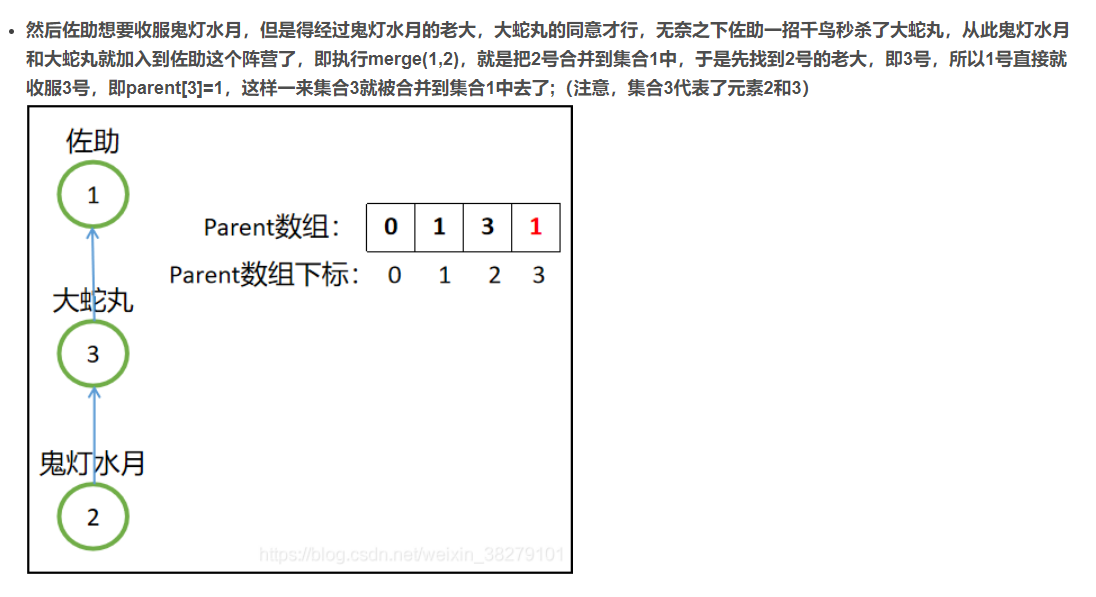 • 然后佐助想要收服鬼灯水月，但是得经过鬼灯水月的老大，大蛇丸的同意才行，无奈之下佐助一招千鸟秒杀了大蛇丸，从此鬼灯水月
和大蛇丸就加入到佐助这个阵营了，即执行merge(1,2)，就是把2号合并到集合1中，于是先找到2号的老大，即3号，所以1号直接就
收服3号，即parent[3]=1，这样一来集合3就被合并到集合1中去了;（注意，集合3代表了元素2和3）
佐助
1
Parent数组： 0 1 3 1
Parent数组下标： 0 1 2 3
大蛇丸
3
鬼灯水月
2
https://blog.csdn.net/weixin_38279101